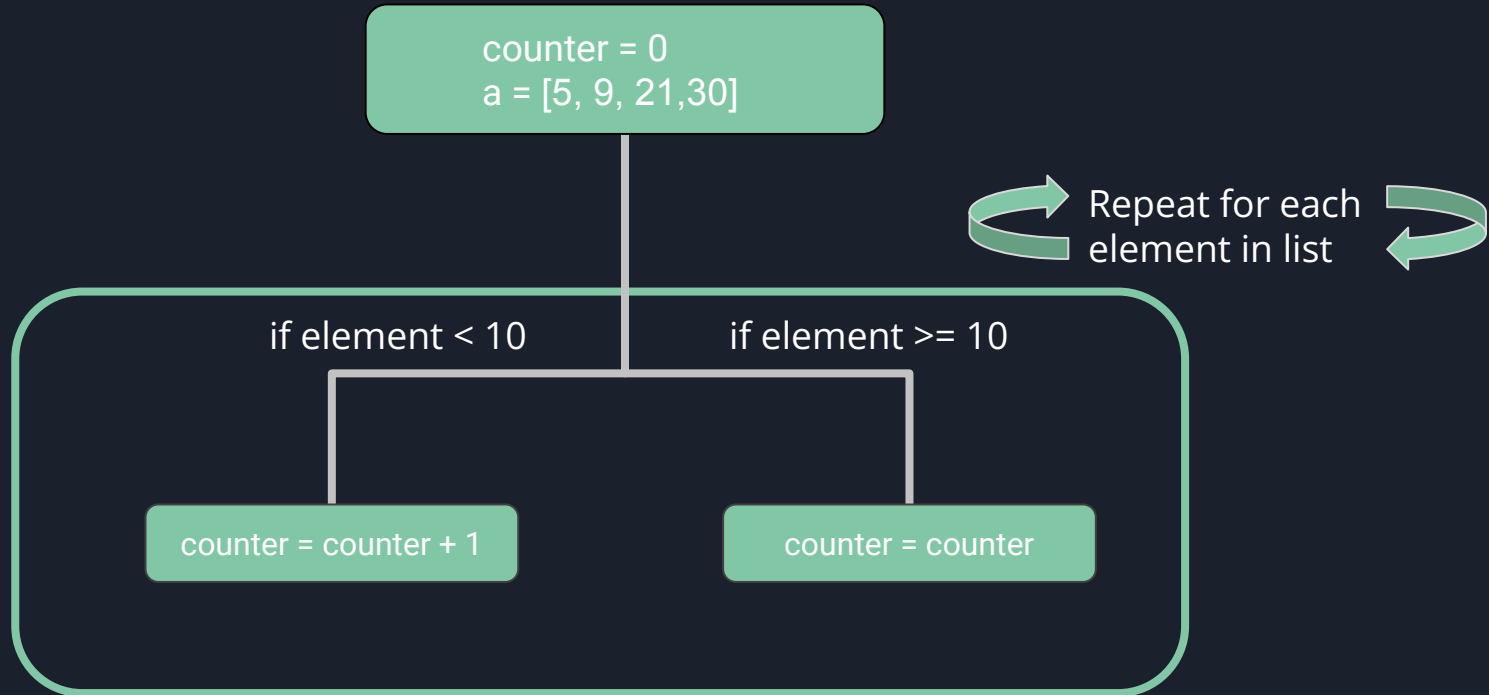 counter = 0
a = [5, 9, 21,30]
Repeat for each
element in list
if element < 10
if element >= 10
counter = counter + 1
counter = counter